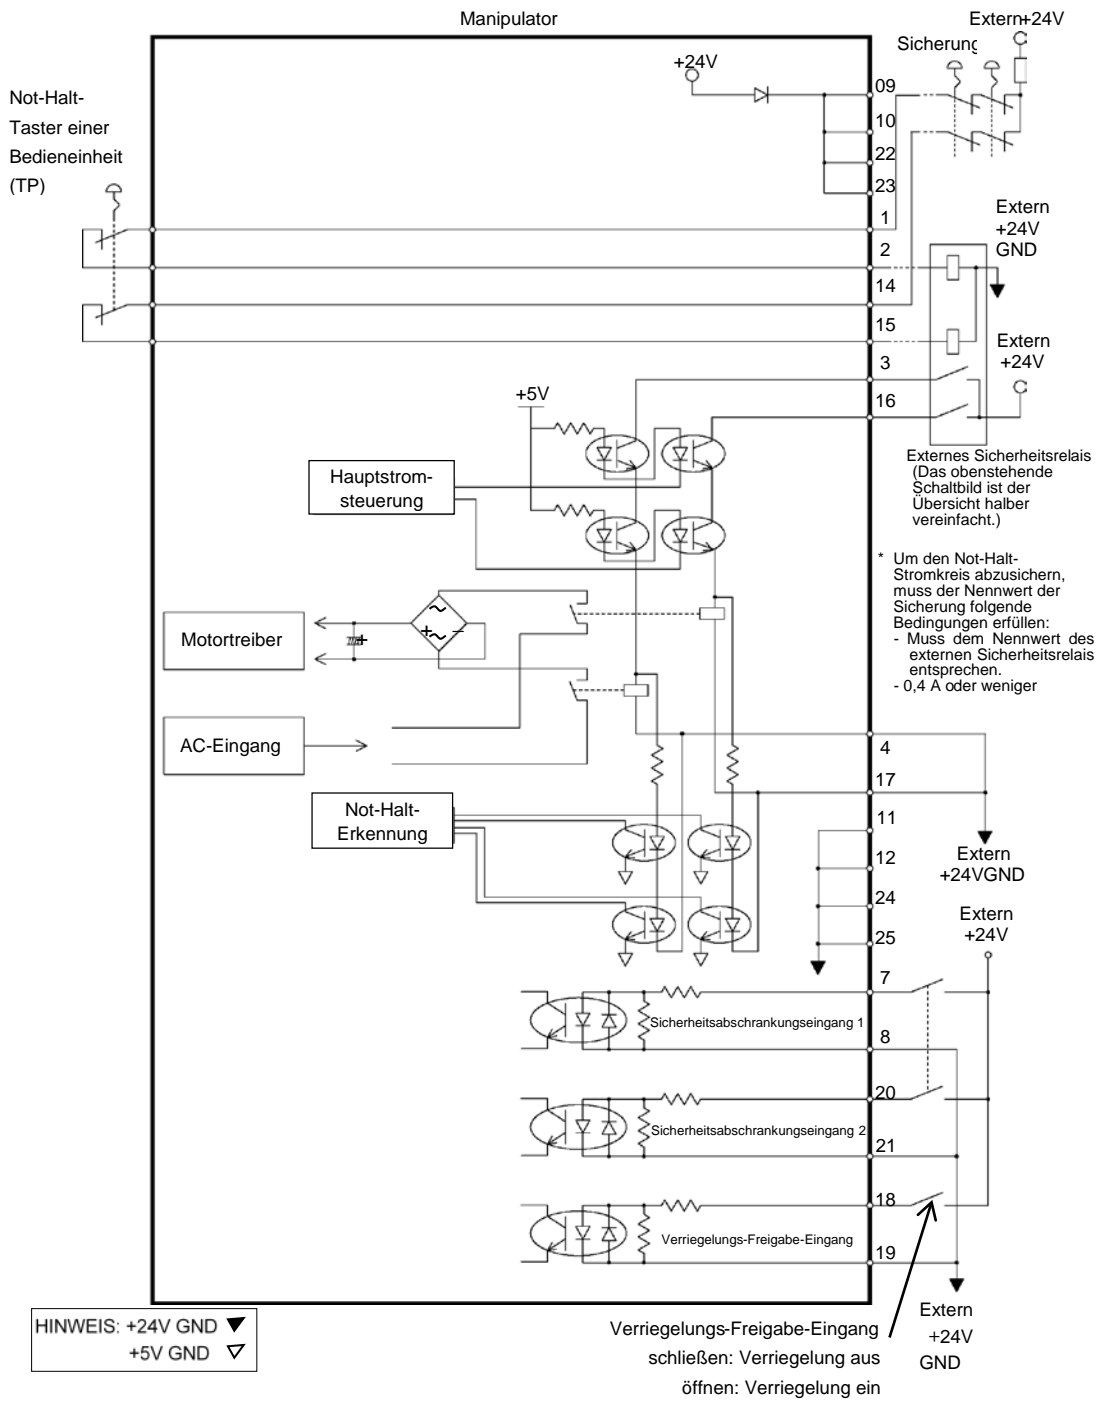 Manipulator
Extern+24V
Sicherung
+24V
Not-Halt-
Taster einer
Bedieneinheit
(TP)
09
10
22
23
1
2
14
15
3
16
Extern
+24V
GND
Extern
+24V
+5V
Hauptstrom-
steuerung
Externes Sicherheitsrelais
(Das obenstehende
Schaltbild ist der
Übersicht halber
vereinfacht.)
* Um den Not-Halt-
Stromkreis abzusichern,
muss der Nennwert der
Sicherung folgende
Bedingungen erfüllen:
- Muss dem Nennwert des
externen Sicherheitsrelais
entsprechen.
- 0,4 A oder weniger
Motortreiber
AC-Eingang
4
17
11
12
24
25
Not-Halt-
Erkennung
Extern
+24VGND
Extern
+24V
7
Sicherheitsabschrankungseingang 1
8
20
Sicherheitsabschrankungseingang 2
21
18
Verriegelungs-Freigabe-Eingang
19
Extern
+24V
GND
HINWEIS: +24V GND
+5V GND
Verriegelungs-Freigabe-Eingang
schließen: Verriegelung aus
öffnen: Verriegelung ein